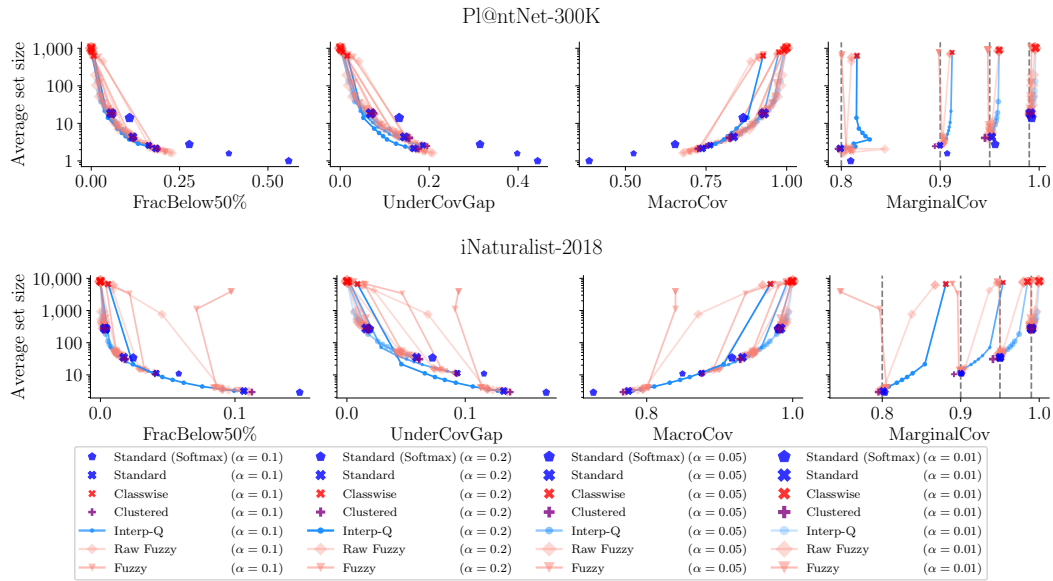 Pl@ntNet-300K
Average set size
1,000
100
10
1
0.00 0.25 0.50
FracBelow50%
0.0 0.2 0.4
UnderCovGap
0.50 0.75 1.00
MacroCov
0.8 0.9 1.0
MarginalCov
iNaturalist-2018
Average set size
10,000
1,000
100
10
0.0 0.1
FracBelow50%
0.0 0.1
UnderCovGap
0.8 1.0
MacroCov
0.8 0.9 1.0
MarginalCov
Standard (Softmax) (α = 0.1) Standard (Softmax) (α = 0.2) Standard (Softmax) (α = 0.05) Standard (Softmax) (α = 0.01)
Standard (α = 0.1) Standard (α = 0.2) Standard (α = 0.05) Standard (α = 0.01)
Classwise (α = 0.1) Classwise (α = 0.2) Classwise (α = 0.05) Classwise (α = 0.01)
Clustered (α = 0.1) Clustered (α = 0.2) Clustered (α = 0.05) Clustered (α = 0.01)
Interp-Q (α = 0.1) Interp-Q (α = 0.2) Interp-Q (α = 0.05) Interp-Q (α = 0.01)
Raw Fuzzy (α = 0.1) Raw Fuzzy (α = 0.2) Raw Fuzzy (α = 0.05) Raw Fuzzy (α = 0.01)
Fuzzy (α = 0.1) Fuzzy (α = 0.2) Fuzzy (α = 0.05) Fuzzy (α = 0.01)